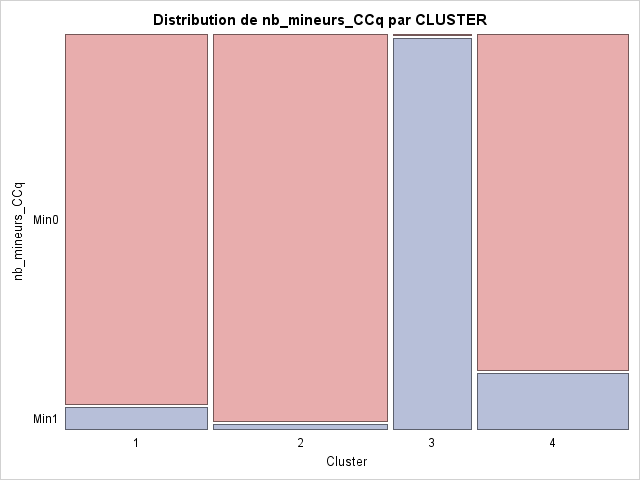 Distribution de nb_mineurs_CCq par CLUSTER
nb_mineurs_CCq
Min0
Min1
1 2 3 4
Cluster